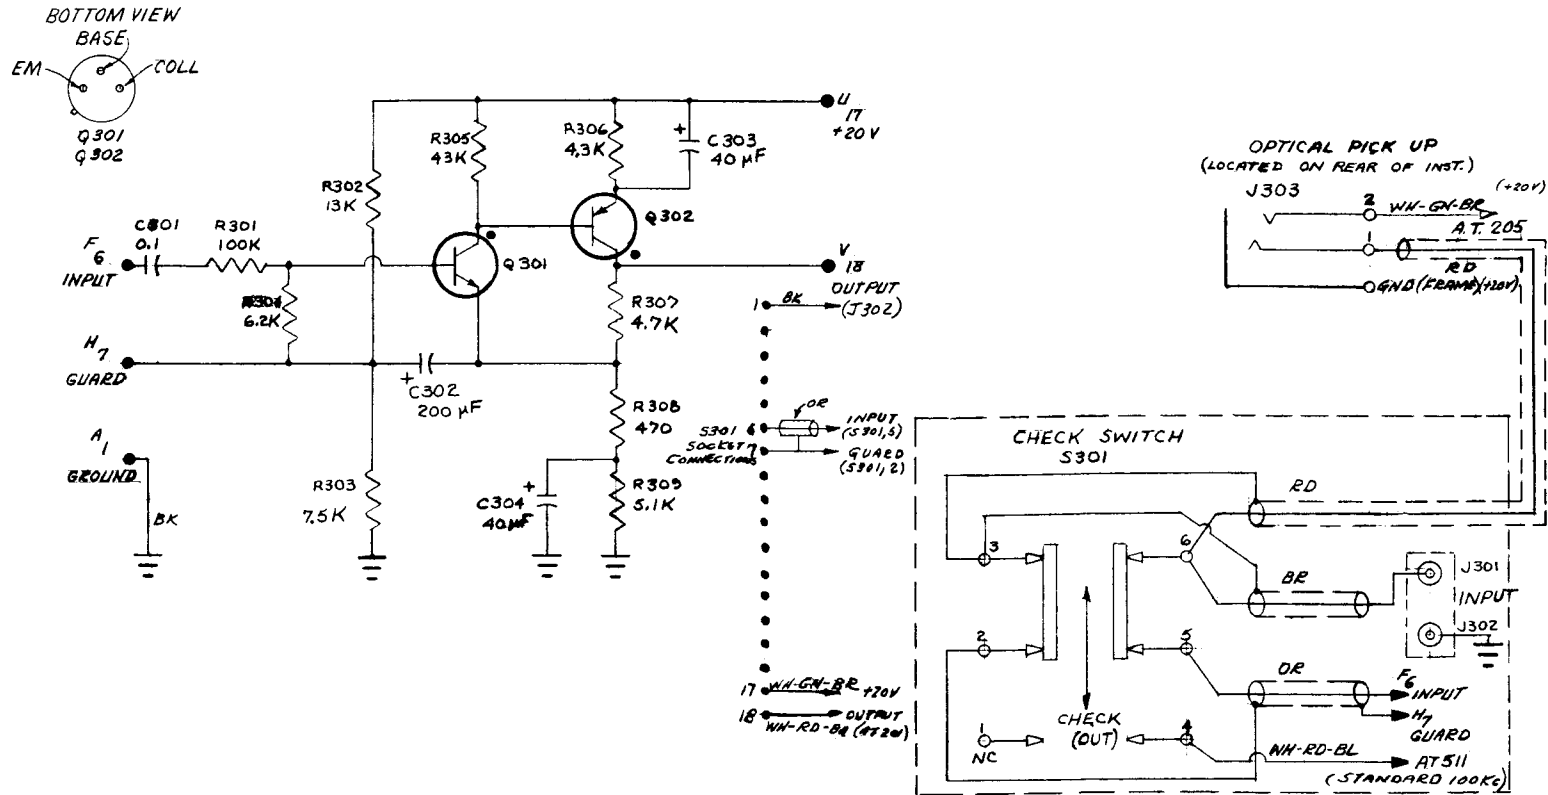 BOTTOM VIEW
BASE
EM
COLL
Q301
Q302
U
17
+20V
R305
43K
R306
4.3K
+
C303
40 µF
R302
13K
Q302
C301
0.1
R301
100K
F
6
INPUT
Q301
V
18
OUTPUT
(J302)
1
BK
6.2K
R307
4.7K
H
7
GUARD
+
C302
200 µF
R308
470
A
1
GROUND
BK
R303
7.5K
+
C304
40µF
R309
5.1K
S301
SOCKET
CONNECTIONS
6
7
OR
INPUT
(S301,5)
GUARD
(S301,2)
17
WH-GN-BR
+20V
18
OUTPUT
OPTICAL PICK UP
(LOCATED ON REAR OF INST.)
J303
(+20V)
2
WH-GN-BR
A.T. 205
1
RD
GND (FRAME)(+20V)
CHECK SWITCH
S301
RD
3
6
BR
J301
INPUT
J302
2
5
OR
F6
INPUT
H7
GUARD
CHECK
(OUT)
1
NC
4
WH-RD-BL
AT511
(STANDARD 100KC)